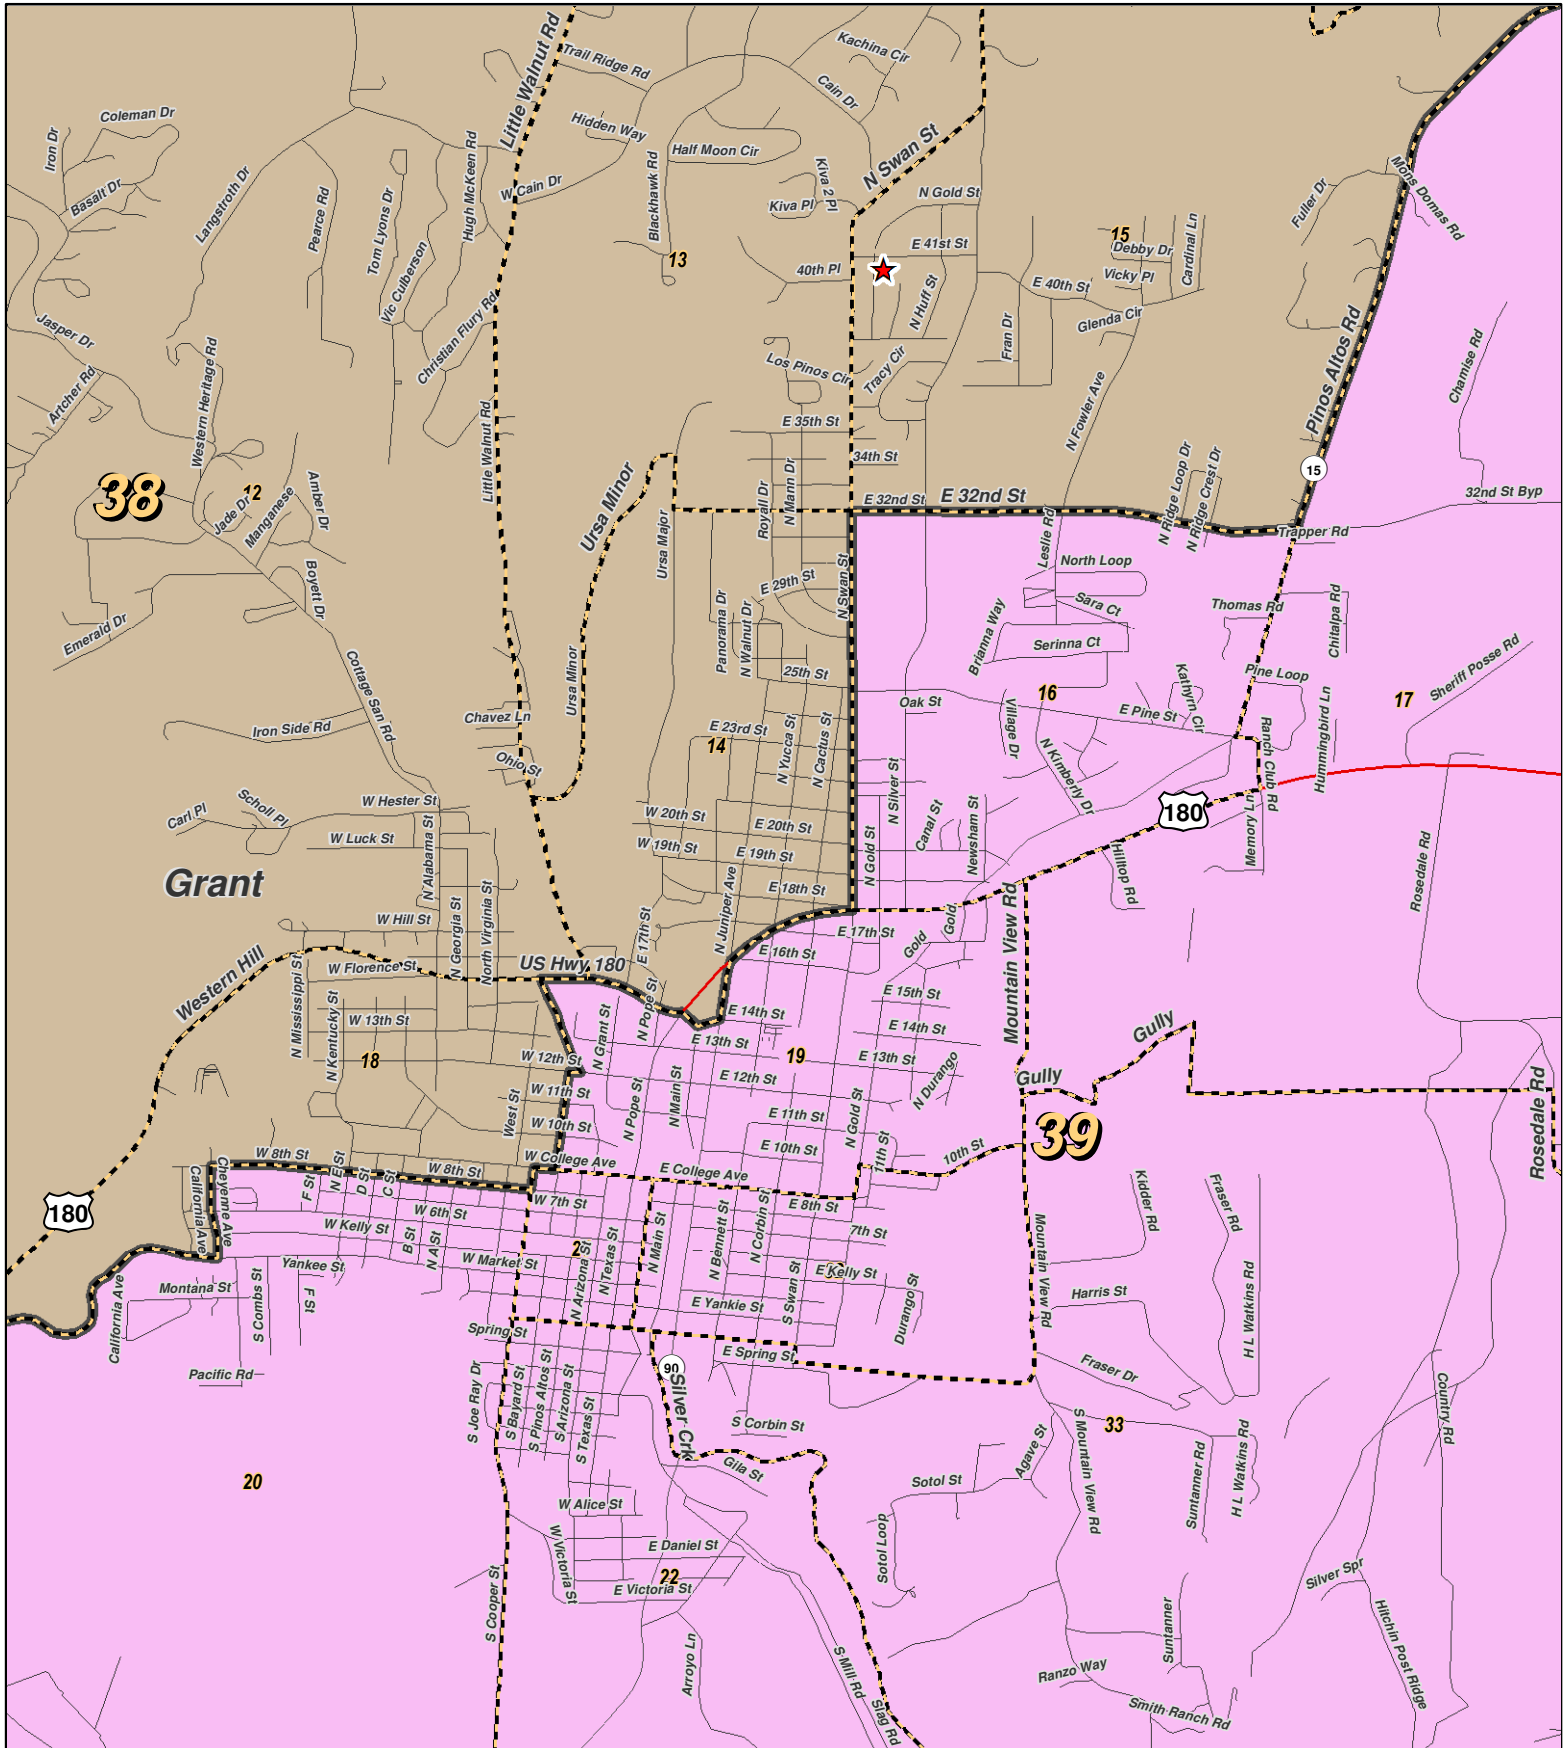 Little Walnut Rd
Trail Ridge Rd
Kachina Cir
Cain Dr
Coleman Dr
Iron Dr
Hidden Way
Half Moon Cir
N Swan St
Hugh McKeen Rd
Basalt Dr
Langstroth Dr
Pearce Rd
Tom Lyons Dr
W Cain Dr
Blackhawk Rd
Kiva 2 Pl
Kiva Pl
N Gold St
Fuller Dr
Mons Domas Rd
Vic Culberson
13
E 41st St
15
Debby Dr
Cardinal Ln
40th Pl
Vicky Pl
E 40th St
N Huff St
Glenda Cir
Jasper Dr
Christian Flury Rd
Fran Dr
Pinos Altos Rd
Chamise Rd
Artcher Rd
Western Heritage Rd
Los Pinos Cir
Tracy Cir
N Fowler Ave
Little Walnut Rd
E 35th St
34th St
15
38
12
Jade Dr
Manganese
Amber Dr
Ursa Minor
Ursa Major
Royall Dr
N Mann Dr
E 32nd St
E 32nd St
N Ridge Loop Dr
N Ridge Crest Dr
32nd St Byp
Trapper Rd
Leslie Rd
North Loop
Boyett Dr
Emerald Dr
E 29th St
N Swan St
Panorama Dr
N Walnut Dr
Sara Ct
Thomas Rd
Chitalpa Rd
Brianna Way
Serinna Ct
Cottage San Rd
Ursa Minor
25th St
Pine Loop
Kathyrn Cir
Sheriff Posse Rd
16
17
Oak St
Village Dr
E Pine St
Hummingbird Ln
Ranch Club Rd
Chavez Ln
Iron Side Rd
E 23rd St
14
N Yucca St
N Cactus St
N Kimberly Dr
Ohio St
N Silver St
W Hester St
Scholl Pl
Carl Pl
W 20th St
E 20th St
Canal St
Newsham St
180
Memory Ln
W Luck St
N Alabama St
W 19th St
E 19th St
N Gold St
Hilltop Rd
Rosedale Rd
Grant
E 18th St
N Juniper Ave
Mountain View Rd
W Hill St
N Georgia St
North Virginia St
E 17th St
E 17th St
Gold
Gold
E 16th St
Western Hill
N Mississippi St
W Florence St
US Hwy 180
N Kentucky St
N Pope St
E 15th St
W 13th St
N Grant St
E 14th St
E 14th St
Gully
E 13th St
18
W 12th St
19
E 13th St
N Durango
Gully
E 12th St
W 11th St
N Pope St
N Main St
West St
W 10th St
E 11th St
N Gold St
39
Rosedale Rd
E 10th St
11th St
10th St
W 8th St
W 8th St
W College Ave
E College Ave
California Ave
Cheyenne Ave
F St
N E St
D St
C St
W 7th St
E 8th St
180
W 6th St
Kidder Rd
Fraser Rd
W Kelly St
B St
N A St
N Main St
N Bennett St
N Corbin St
7th St
Mountain View Rd
W Market St
N Arizona St
N Texas St
Yankee St
E Kelly St
Montana St
S Swan St
Durango St
California Ave
S Combs St
F St
E Yankie St
Harris St
H L Watkins Rd
Spring St
E Spring St
90
Silver Crk
Pacific Rd
S Joe Ray Dr
S Bayard St
S Pinos Altos St
S Arizona St
S Texas St
Fraser Dr
S Corbin St
33
S Mountain View Rd
Country Rd
Agave St
H L Watkins Rd
Suntanner Rd
20
Gila St
Sotol St
W Alice St
Sotol Loop
W Victoria St
E Daniel St
22
E Victoria St
S Cooper St
Silver Spr
Hitchin Post Ridge
Suntanner
Arroyo Ln
S Mill Rd
Slag Rd
Ranzo Way
Smith Ranch Rd